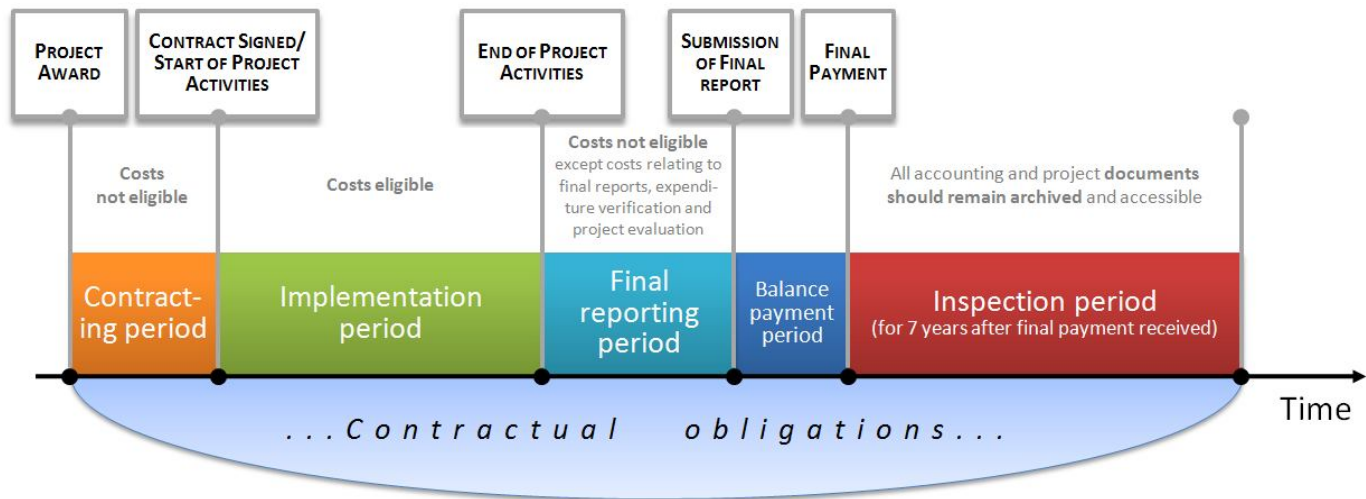 PROJECT
AWARD
CONTRACT SIGNED/
START OF PROJECT
ACTIVITIES
END OF PROJECT
ACTIVITIES
SUBMISSION
OF FINAL
REPORT
FINAL
PAYMENT
Costs
not eligible
Costs eligible
Costs not eligible
except costs relating to
final reports, expendi-
ture verification and
project evaluation
All accounting and project documents
should remain archived and accessible
Contract-
ing period
Implementation
period
Final
reporting
period
Balance
payment
period
Inspection period
(for 7 years after final payment received)
Time
...Contractual obligations...